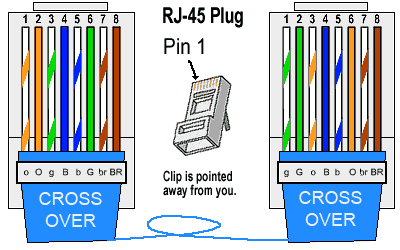 1 2 3 4 5 6 7 8
o O g B b G br BR
CROSS
OVER
RJ-45 Plug
Pin 1
Clip is pointed
away from you.
1 2 3 4 5 6 7 8
g G o B b O br BR
CROSS
OVER